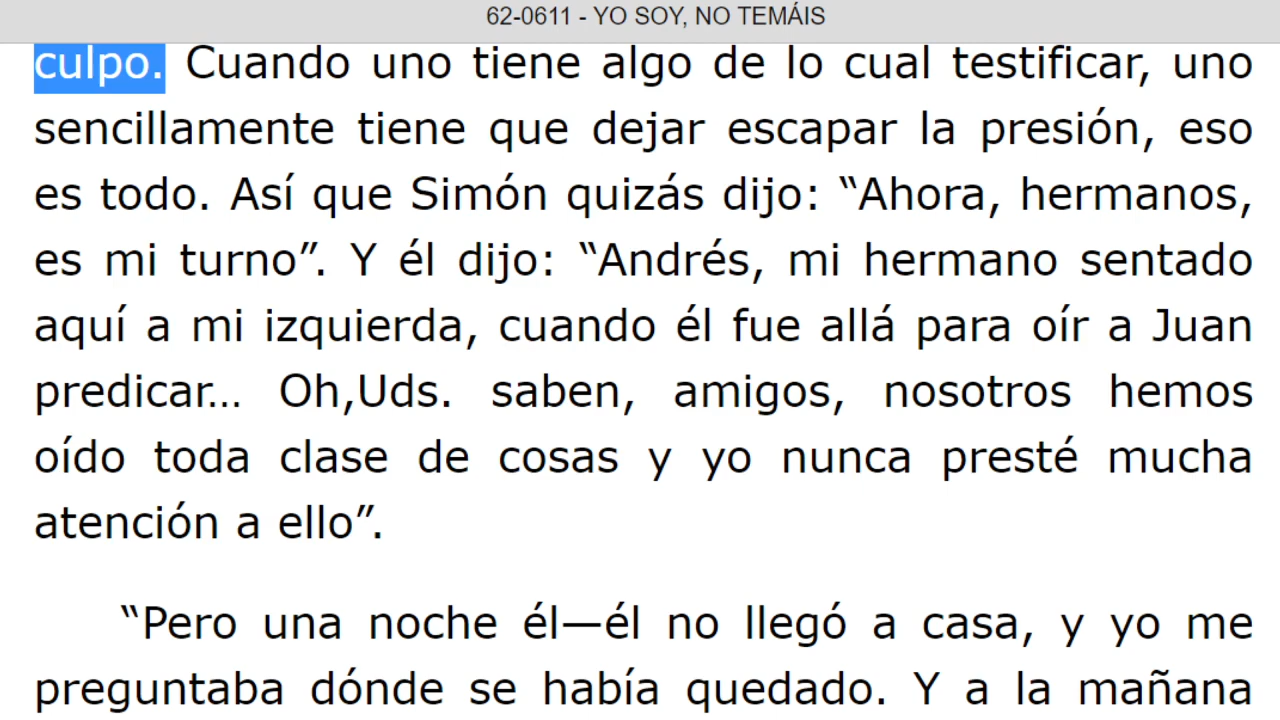 62-0611 - YO SOY, NO TEMÁIS
culpo. Cuando uno tiene algo de lo cual testificar, uno
sencillamente tiene que dejar escapar la presión, eso
es todo. Así que Simón quizás dijo: “Ahora, hermanos,
es mi turno”. Y él dijo: “Andrés, mi hermano sentado
aquí a mi izquierda, cuando él fue allá para oír a Juan
predicar... Oh,Uds. saben, amigos, nosotros hemos
oído toda clase de cosas y yo nunca presté mucha
atención a ello”.
“Pero una noche él—él no llegó a casa, y yo me
preguntaba dónde se había quedado. Y a la mañana